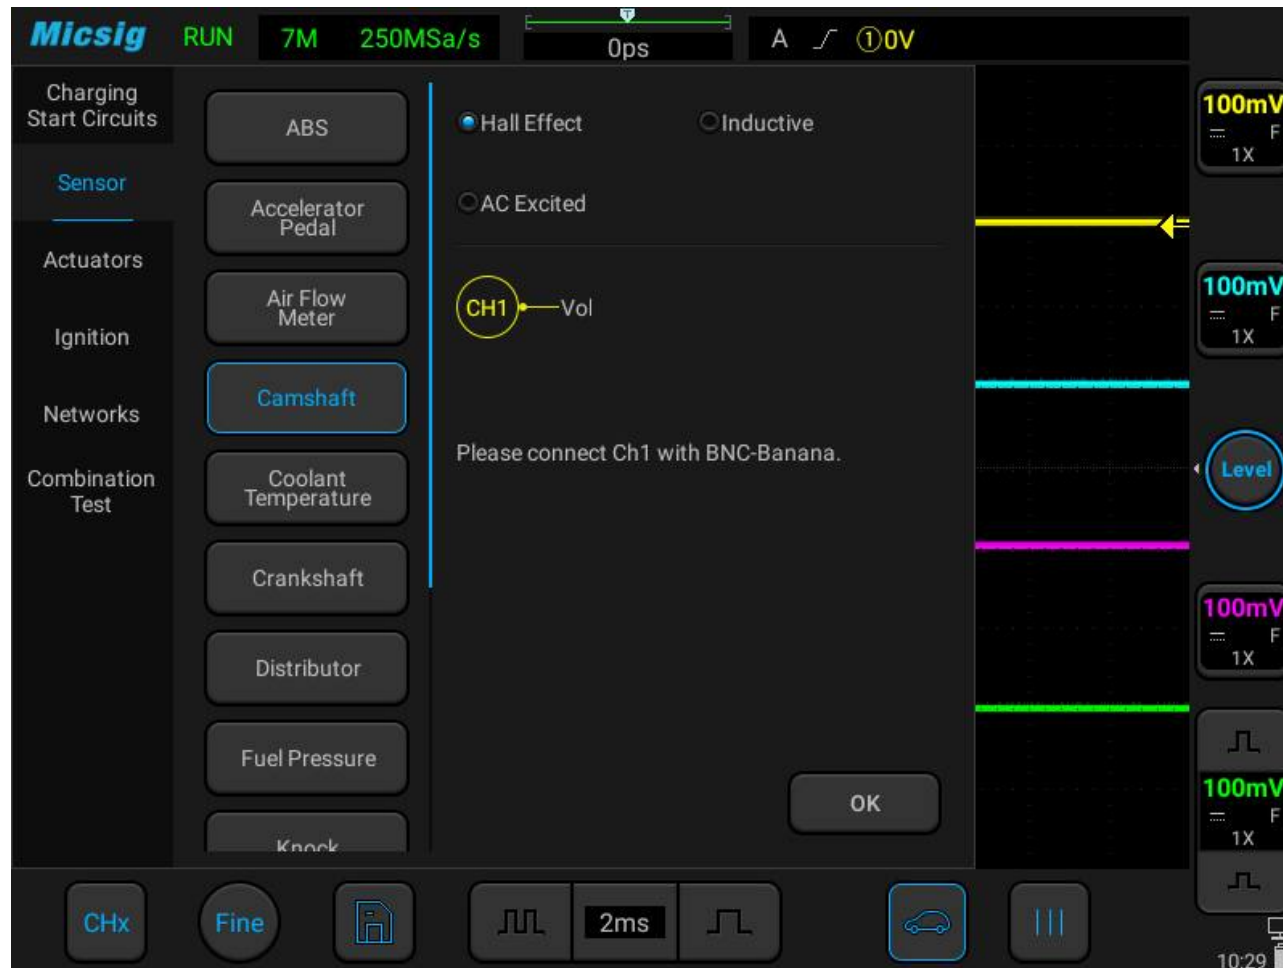 Micsig RUN 7M 250MSa/s T 0ps A ①0V
Charging
Start Circuits
Sensor
Actuators
Ignition
Networks
Combination
Test
ABS
Accelerator
Pedal
Air Flow
Meter
Camshaft
Coolant
Temperature
Crankshaft
Distributor
Fuel Pressure
Knock
Hall Effect Inductive
AC Excited
CH1 Vol
Please connect Ch1 with BNC-Banana.
OK
100mV
F
1X
100mV
F
1X
Level
100mV
F
1X
100mV
F
1X
CHx Fine 2ms
10:29